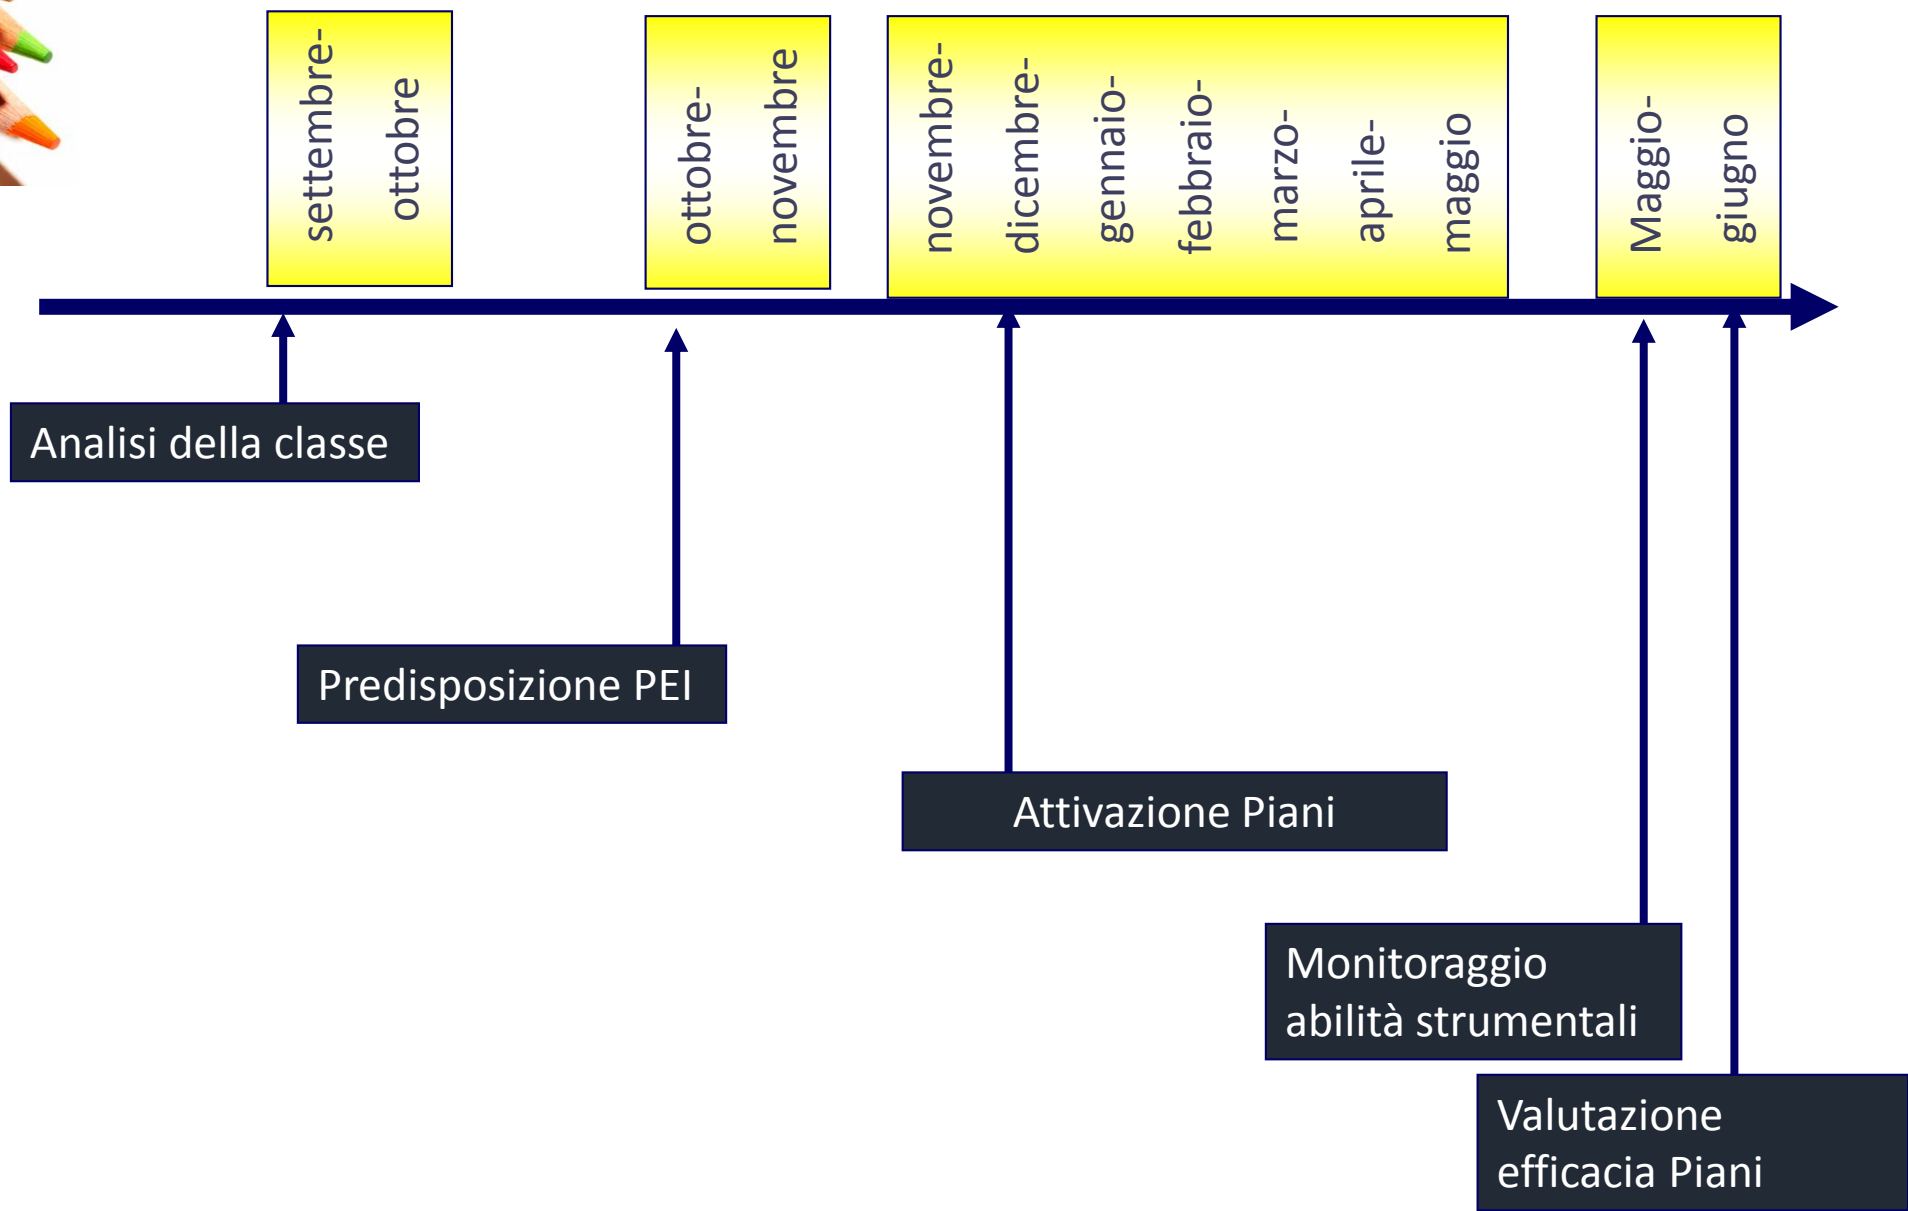 settembre-
ottobre
ottobre-
novembre
novembre-
dicembre-
gennaio-
febbraio-
marzo-
aprile-
maggio
Maggio-
giugno
Analisi della classe
Predisposizione PEI
Attivazione Piani
Monitoraggio
abilità strumentali
Valutazione
efficacia Piani